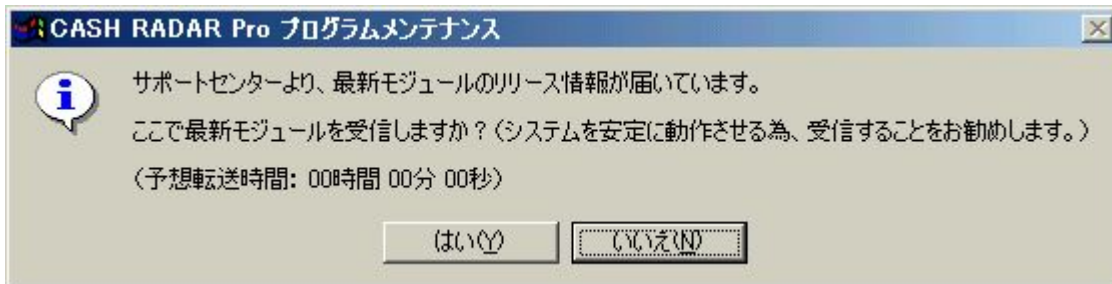 CASH RADAR Pro プログラムメンテナンス
サポートセンターより、最新モジュールのリリース情報が届いています。
ここで最新モジュールを受信しますか？(システムを安定に動作させる為、受信することをお勧めします。)
(予想転送時間: 00時間 00分 00秒)
はい(Y) いいえ(N)